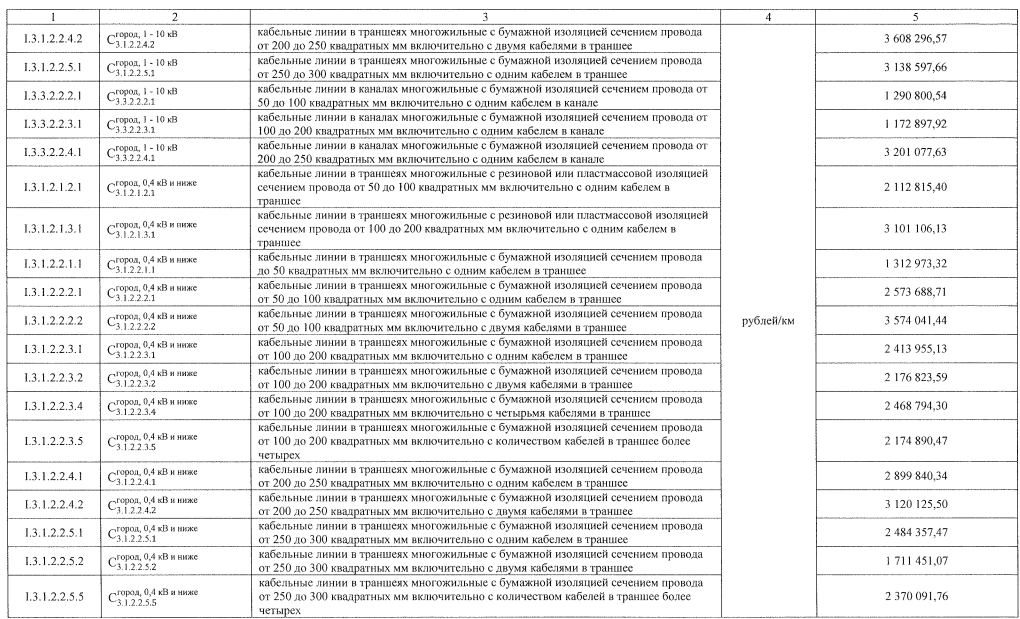 1 2 3 4 5
I.3.1.2.2.4.2 С город, 1 - 10 кВ 3.1.2.2.4.2 кабельные линии в траншеях многожильные с бумажной изоляцией сечением провода
от 200 до 250 квадратных мм включительно с двумя кабелями в траншее 3 608 296,57
I.3.1.2.2.5.1 С город, 1 - 10 кВ 3.1.2.2.5.1 кабельные линии в траншеях многожильные с бумажной изоляцией сечением провода
от 250 до 300 квадратных мм включительно с одним кабелем в траншее 3 138 597,66
I.3.3.2.2.2.1 С город, 1 - 10 кВ 3.3.2.2.2.1 кабельные линии в каналах многожильные с бумажной изоляцией сечением провода от
50 до 100 квадратных мм включительно с одним кабелем в канале 1 290 800,54
I.3.3.2.2.3.1 С город, 1 - 10 кВ 3.3.2.2.3.1 кабельные линии в каналах многожильные с бумажной изоляцией сечением провода от
100 до 200 квадратных мм включительно с одним кабелем в канале 1 172 897,92
I.3.3.2.2.4.1 С город, 1 - 10 кВ 3.3.2.2.4.1 кабельные линии в каналах многожильные с бумажной изоляцией сечением провода от
200 до 250 квадратных мм включительно с одним кабелем в канале 3 201 077,63
I.3.1.2.1.2.1 С город, 0,4 кВ и ниже 3.1.2.1.2.1 кабельные линии в траншеях многожильные с резиновой или пластмассовой изоляцией
сечением провода от 50 до 100 квадратных мм включительно с одним кабелем в
траншее 2 112 815,40
I.3.1.2.1.3.1 С город, 0,4 кВ и ниже 3.1.2.1.3.1 кабельные линии в траншеях многожильные с резиновой или пластмассовой изоляцией
сечением провода от 100 до 200 квадратных мм включительно с одним кабелем в
траншее 3 101 106,13
I.3.1.2.2.1.1 С город, 0,4 кВ и ниже 3.1.2.2.1.1 кабельные линии в траншеях многожильные с бумажной изоляцией сечением провода
до 50 квадратных мм включительно с одним кабелем в траншее 1 312 973,32
I.3.1.2.2.2.1 С город, 0,4 кВ и ниже 3.1.2.2.2.1 кабельные линии в траншеях многожильные с бумажной изоляцией сечением провода
от 50 до 100 квадратных мм включительно с одним кабелем в траншее 2 573 688,71
I.3.1.2.2.2.2 С город, 0,4 кВ и ниже 3.1.2.2.2.2 кабельные линии в траншеях многожильные с бумажной изоляцией сечением провода
от 50 до 100 квадратных мм включительно с двумя кабелями в траншее рублей/км 3 574 041,44
I.3.1.2.2.3.1 С город, 0,4 кВ и ниже 3.1.2.2.3.1 кабельные линии в траншеях многожильные с бумажной изоляцией сечением провода
от 100 до 200 квадратных мм включительно с одним кабелем в траншее 2 413 955,13
I.3.1.2.2.3.2 С город, 0,4 кВ и ниже 3.1.2.2.3.2 кабельные линии в траншеях многожильные с бумажной изоляцией сечением провода
от 100 до 200 квадратных мм включительно с двумя кабелями в траншее 2 176 823,59
I.3.1.2.2.3.4 С город, 0,4 кВ и ниже 3.1.2.2.3.4 кабельные линии в траншеях многожильные с бумажной изоляцией сечением провода
от 100 до 200 квадратных мм включительно с четырьмя кабелями в траншее 2 468 794,30
I.3.1.2.2.3.5 С город, 0,4 кВ и ниже 3.1.2.2.3.5 кабельные линии в траншеях многожильные с бумажной изоляцией сечением провода
от 100 до 200 квадратных мм включительно с количеством кабелей в траншее более
четырех 2 174 890,47
I.3.1.2.2.4.1 С город, 0,4 кВ и ниже 3.1.2.2.4.1 кабельные линии в траншеях многожильные с бумажной изоляцией сечением провода
от 200 до 250 квадратных мм включительно с одним кабелем в траншее 2 899 840,34
I.3.1.2.2.4.2 С город, 0,4 кВ и ниже 3.1.2.2.4.2 кабельные линии в траншеях многожильные с бумажной изоляцией сечением провода
от 200 до 250 квадратных мм включительно с двумя кабелями в траншее 3 120 125,50
I.3.1.2.2.5.1 С город, 0,4 кВ и ниже 3.1.2.2.5.1 кабельные линии в траншеях многожильные с бумажной изоляцией сечением провода
от 250 до 300 квадратных мм включительно с одним кабелем в траншее 2 484 357,47
I.3.1.2.2.5.2 С город, 0,4 кВ и ниже 3.1.2.2.5.2 кабельные линии в траншеях многожильные с бумажной изоляцией сечением провода
от 250 до 300 квадратных мм включительно с двумя кабелями в траншее 1 711 451,07
I.3.1.2.2.5.5 С город, 0,4 кВ и ниже 3.1.2.2.5.5 кабельные линии в траншеях многожильные с бумажной изоляцией сечением провода
от 250 до 300 квадратных мм включительно с количеством кабелей в траншее более
четырех 2 370 091,76